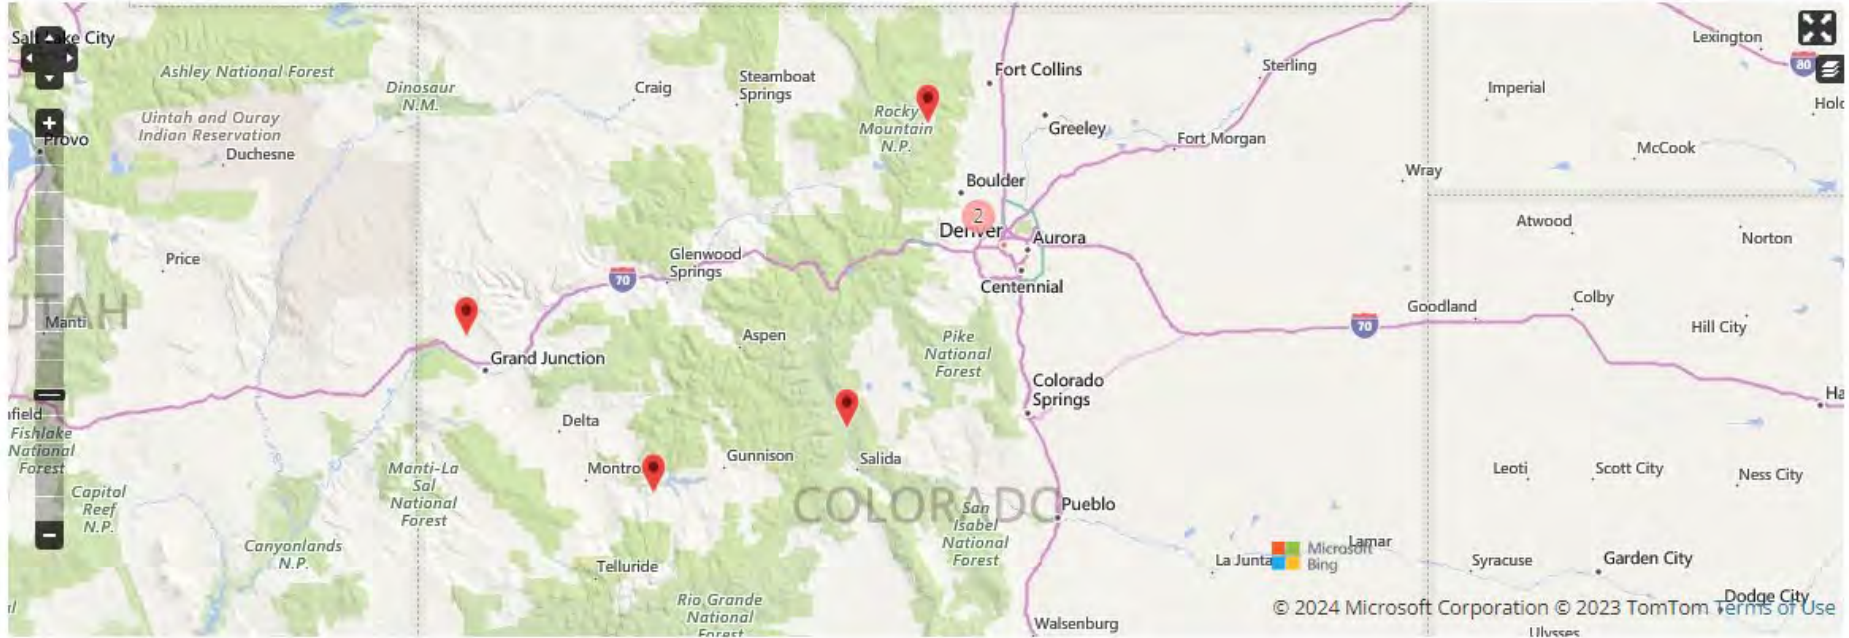 Salt Lake City
Ashley National Forest
Dinosaur
N.M.
Craig
Steamboat
Springs
Fort Collins
Sterling
Imperial
Lexington
80
Uintah and Ouray
Indian Reservation
Rocky
Mountain
N.P.
Greeley
Provo
Duchesne
Fort Morgan
McCook
Wray
Boulder
2
Denver
Aurora
Atwood
Norton
Price
Glenwood
Springs
70
Centennial
UTAH
Manti
Goodland
Colby
Hill City
70
Aspen
Pike
National
Forest
Grand Junction
Colorado
Springs
Ha
nfield
Fishlake
National
Forest
Delta
Montro
Gunnison
Salida
Manti-La
Sal
National
Forest
Leoti
Scott City
Ness City
Capitol
Reef
N.P.
COLORADO
San
Isabel
National
Forest
Pueblo
Canyonlands
N.P.
Telluride
La Junta
Microsoft
Bing
Lamar
Syracuse
Garden City
Rio Grande
National
Forest
Walsenburg
Dodge City
© 2024 Microsoft Corporation © 2023 TomTom Terms of Use
Ulysses